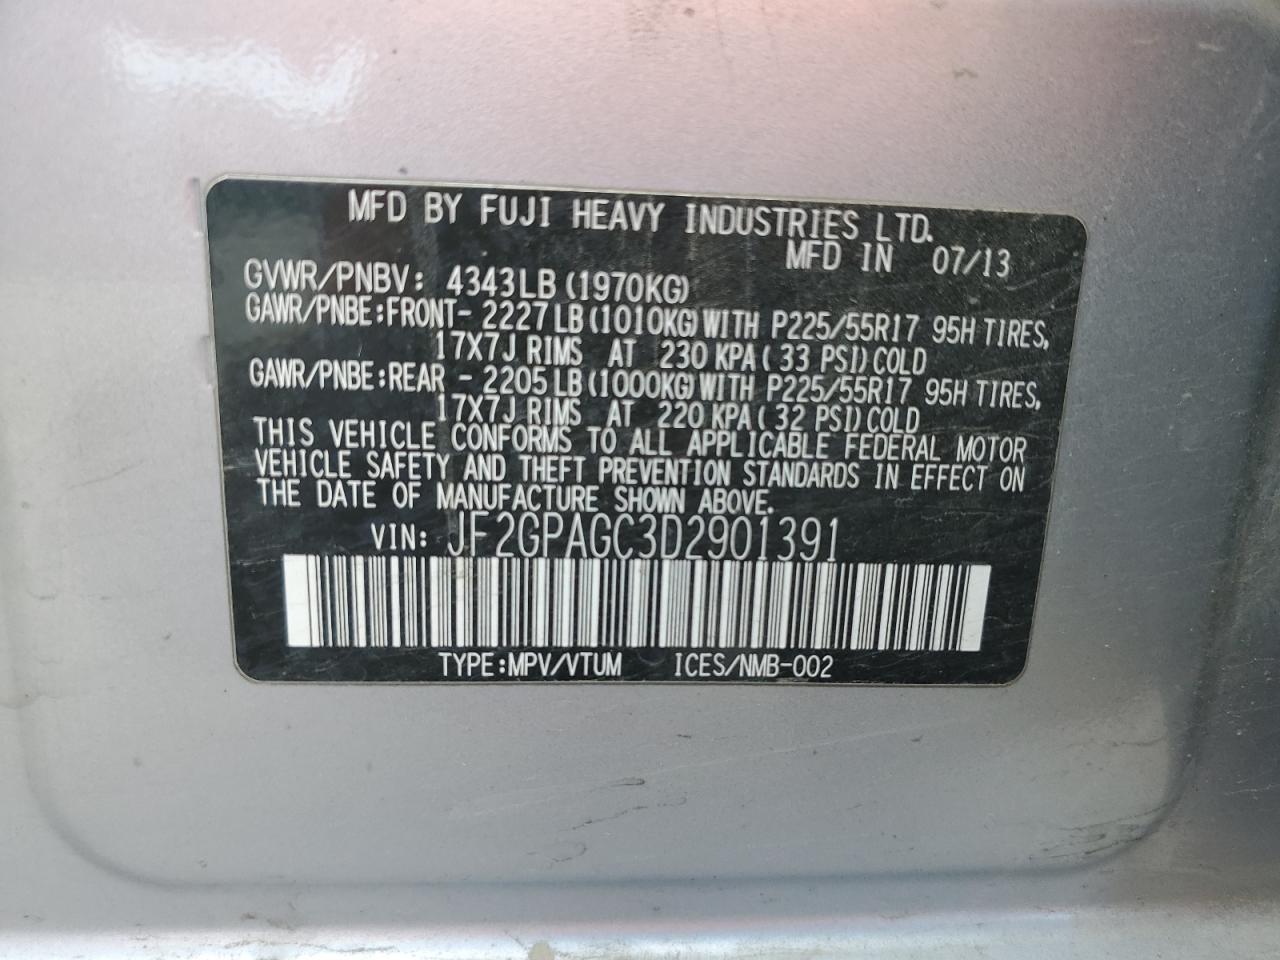 MFD BY FUJI HEAVY INDUSTRIES LTD.
MFD IN 07/13
GVWR/PNBV: 4343LB (1970KG)
GAWR/PNBE:FRONT- 2227LB(1010KG)WITH P225/55R17 95H TIRES,
17X7J RIMS AT 230 KPA( 33 PSI)COLD
GAWR/PNBE:REAR - 2205LB(1000KG)WITH P225/55R17 95H TIRES,
17X7J RIMS AT 220 KPA( 32 PSI)COLD
THIS VEHICLE CONFORMS TO ALL APPLICABLE FEDERAL MOTOR
VEHICLE SAFETY AND THEFT PREVENTION STANDARDS IN EFFECT ON
THE DATE OF MANUFACTURE SHOWN ABOVE.
VIN: JF2GPAGC3D2901391
TYPE:MPV/VTUM ICES/NMB-002